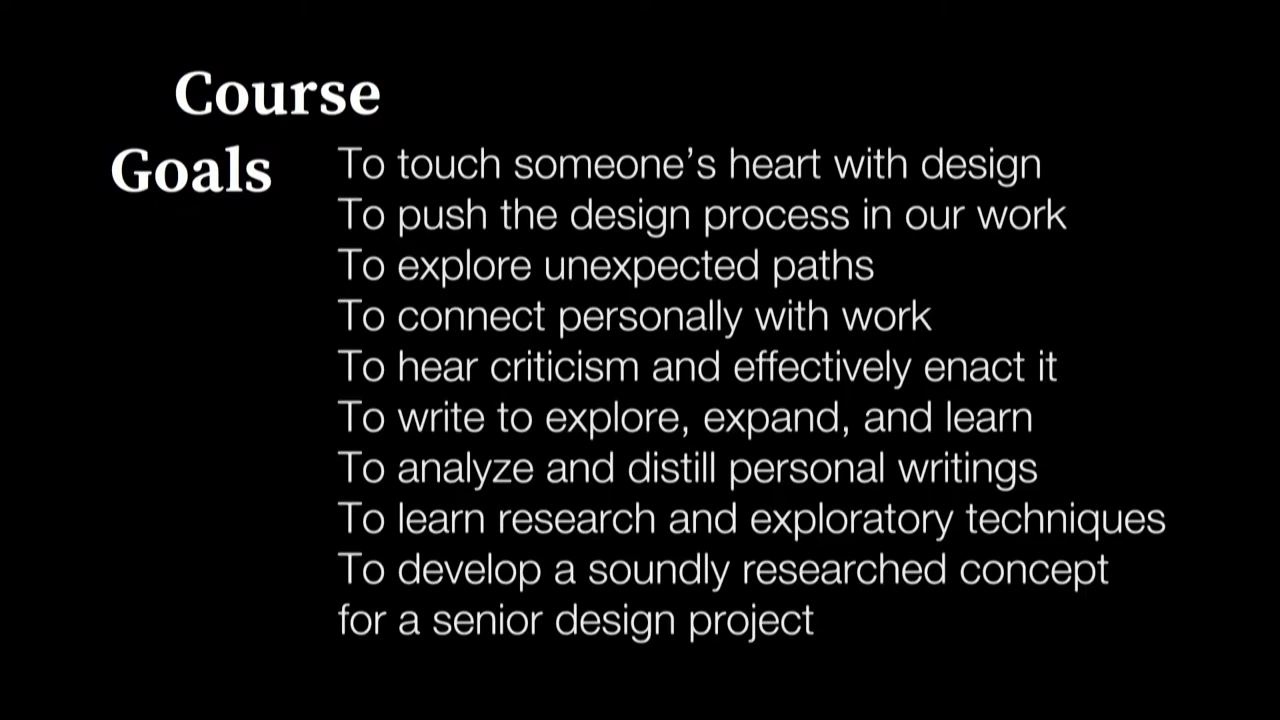 Course
Goals
To touch someone’s heart with design
To push the design process in our work
To explore unexpected paths
To connect personally with work
To hear criticism and effectively enact it
To write to explore, expand, and learn
To analyze and distill personal writings
To learn research and exploratory techniques
To develop a soundly researched concept
for a senior design project